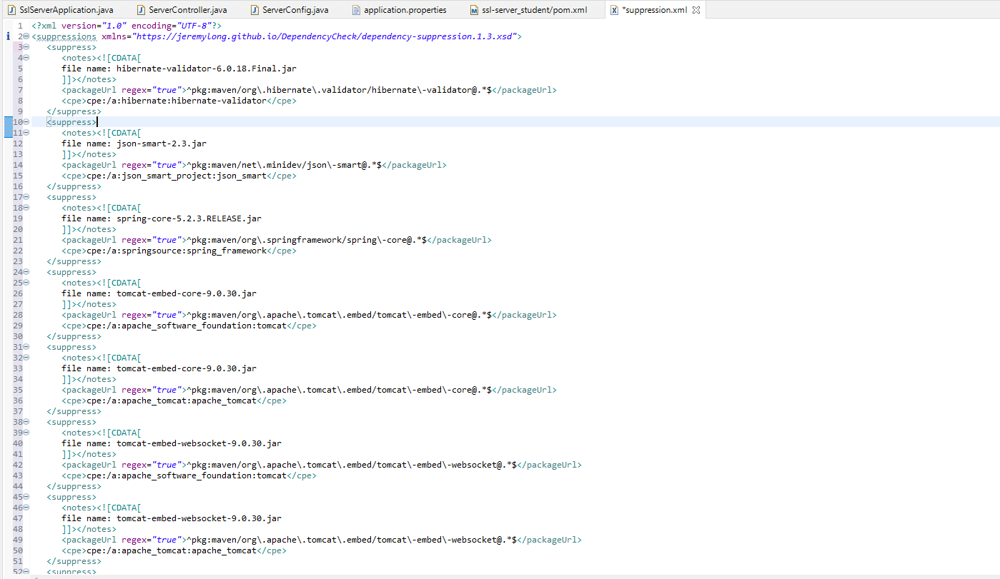 SslServerApplication.java ServerController.java ServerConfig.java application.properties ssl-server_student/pom.xml *suppression.xml
1 <?xml version="1.0" encoding="UTF-8"?>
2 <suppressions xmlns="https://jeremylong.github.io/DependencyCheck/dependency-suppression.1.3.xsd">
3 <suppress>
4 <notes><![CDATA[
5 file name: hibernate-validator-6.0.18.Final.jar
6 ]]></notes>
7 <packageUrl regex="true">^pkg:maven/org\.hibernate\.validator/hibernate\-validator@.*$</packageUrl>
8 <cpe>cpe:/a:hibernate:hibernate-validator</cpe>
9 </suppress>
10 <suppress>
11 <notes><![CDATA[
12 file name: json-smart-2.3.jar
13 ]]></notes>
14 <packageUrl regex="true">^pkg:maven/net\.minidev/json\-smart@.*$</packageUrl>
15 <cpe>cpe:/a:json_smart_project:json_smart</cpe>
16 </suppress>
17 <suppress>
18 <notes><![CDATA[
19 file name: spring-core-5.2.3.RELEASE.jar
20 ]]></notes>
21 <packageUrl regex="true">^pkg:maven/org\.springframework/spring\-core@.*$</packageUrl>
22 <cpe>cpe:/a:springsource:spring_framework</cpe>
23 </suppress>
24 <suppress>
25 <notes><![CDATA[
26 file name: tomcat-embed-core-9.0.30.jar
27 ]]></notes>
28 <packageUrl regex="true">^pkg:maven/org\.apache\.tomcat\.embed/tomcat\-embed\-core@.*$</packageUrl>
29 <cpe>cpe:/a:apache_software_foundation:tomcat</cpe>
30 </suppress>
31 <suppress>
32 <notes><![CDATA[
33 file name: tomcat-embed-core-9.0.30.jar
34 ]]></notes>
35 <packageUrl regex="true">^pkg:maven/org\.apache\.tomcat\.embed/tomcat\-embed\-core@.*$</packageUrl>
36 <cpe>cpe:/a:apache_tomcat:apache_tomcat</cpe>
37 </suppress>
38 <suppress>
39 <notes><![CDATA[
40 file name: tomcat-embed-websocket-9.0.30.jar
41 ]]></notes>
42 <packageUrl regex="true">^pkg:maven/org\.apache\.tomcat\.embed/tomcat\-embed\-websocket@.*$</packageUrl>
43 <cpe>cpe:/a:apache_software_foundation:tomcat</cpe>
44 </suppress>
45 <suppress>
46 <notes><![CDATA[
47 file name: tomcat-embed-websocket-9.0.30.jar
48 ]]></notes>
49 <packageUrl regex="true">^pkg:maven/org\.apache\.tomcat\.embed/tomcat\-embed\-websocket@.*$</packageUrl>
50 <cpe>cpe:/a:apache_tomcat:apache_tomcat</cpe>
51 </suppress>
52 <suppress>